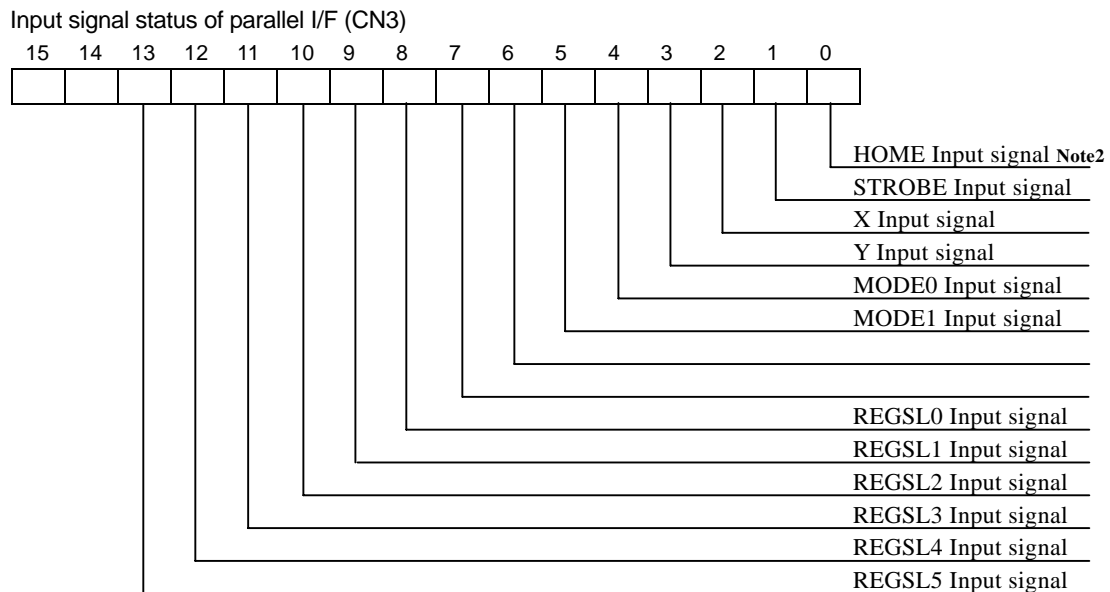 Input signal status of parallel I/F (CN3)
15 14 13 12 11 10 9 8 7 6 5 4 3 2 1 0
HOME Input signal Note2
STROBE Input signal
X Input signal
Y Input signal
MODE0 Input signal
MODE1 Input signal
REGSL0 Input signal
REGSL1 Input signal
REGSL2 Input signal
REGSL3 Input signal
REGSL4 Input signal
REGSL5 Input signal